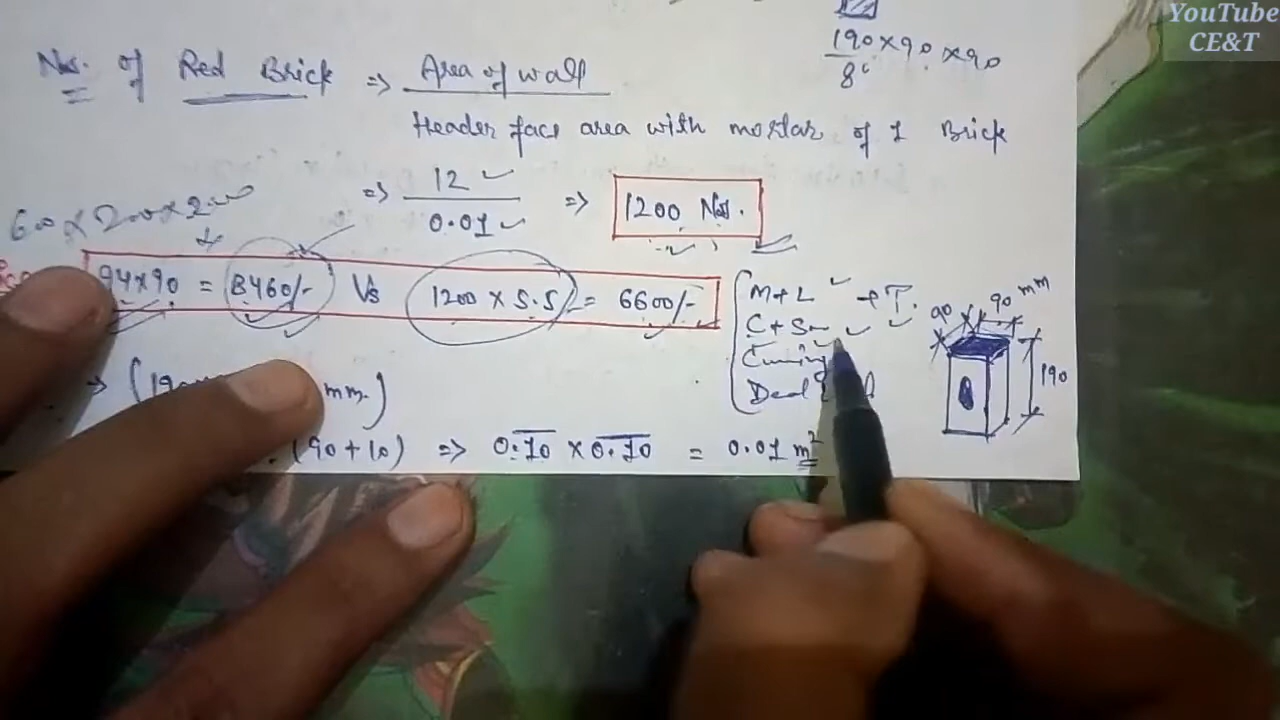 YouTube
CE&T
190×90×90
8
Nos. of Red Brick => Area of wall
Header face area with mortar of 1 Brick
=> 12
0.01
=> 1200 Nos.
600×200×200
94×90 = 8460/- Vs 1200×5.5 = 6600/-
M+L + T.
C+S
Curing
Dead
90 90 mm
190
(190 mm)
(90+10) => 0.10 × 0.10 = 0.01 m²